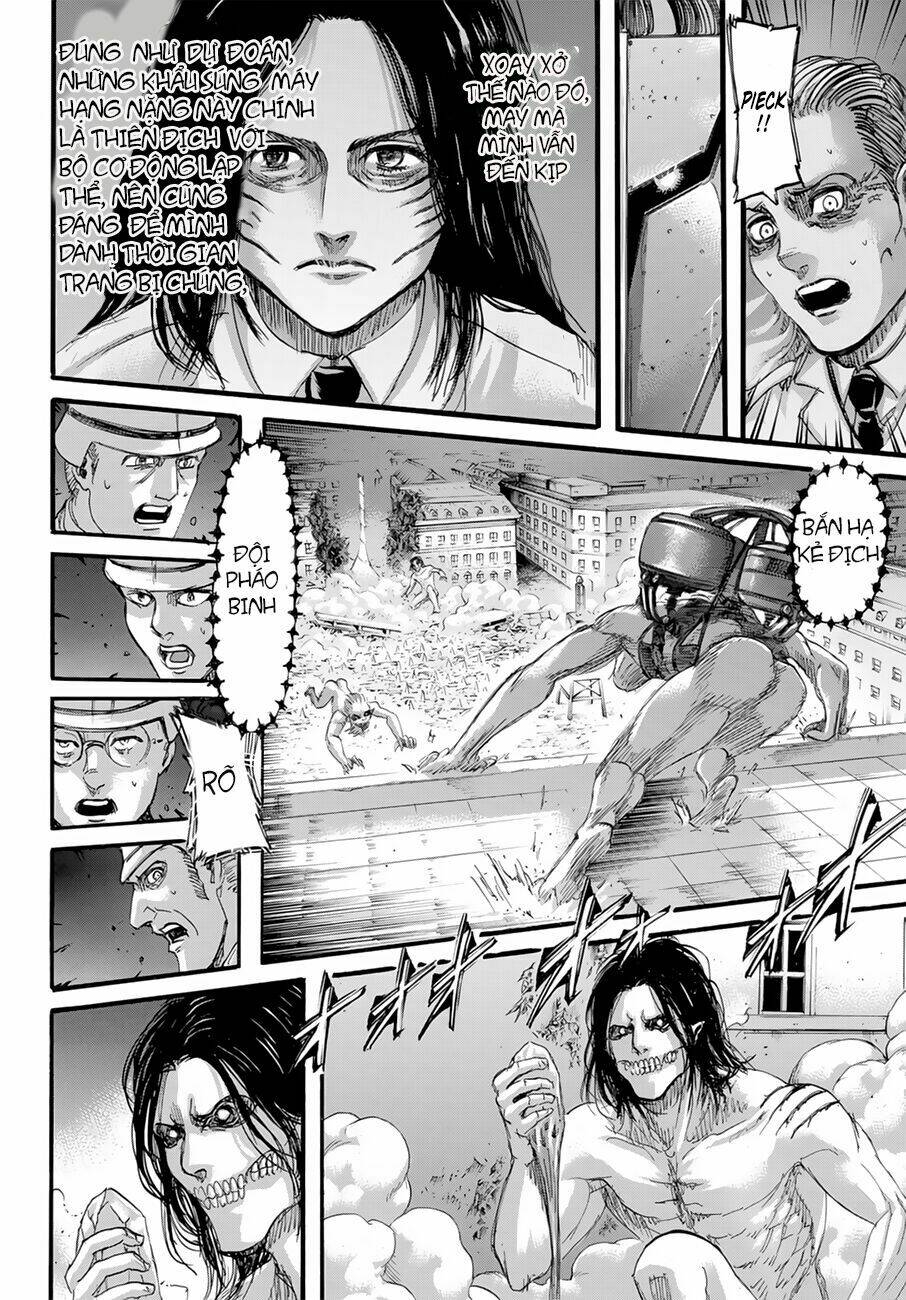 PIECK
!!
XOAY XỞ
THẾ NÀO ĐÓ,
MAY MÀ
MÌNH VẪN
ĐẾN KỊP
ĐÚNG NHƯ DỰ ĐOÁN,
NHỮNG KHẨU SÚNG MÁY
HẠNG NẶNG NÀY CHÍNH
LÀ THIÊN ĐỊCH VỚI
BỘ CƠ ĐỘNG LẬP
THỂ, NÊN CŨNG
ĐÁNG ĐỂ MÌNH
DÀNH THỜI GIAN
TRANG BỊ CHÚNG,
BẮN HẠ
KẺ ĐỊCH
ĐỘI
PHÁO
BINH
RÕ